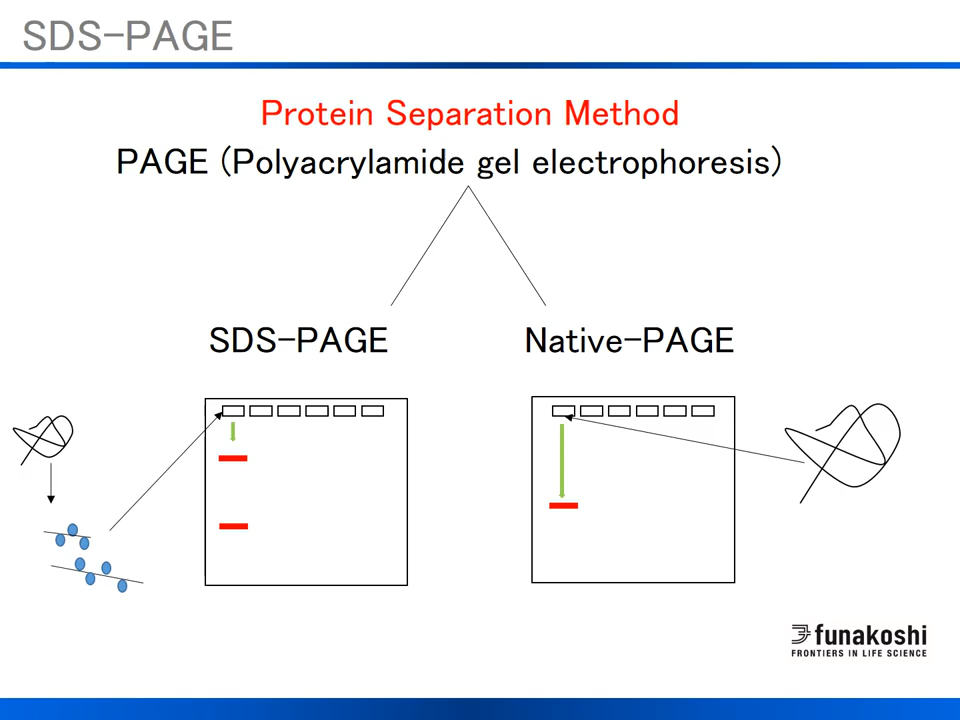 SDS-PAGE
Protein Separation Method
PAGE (Polyacrylamide gel electrophoresis)
SDS-PAGE
Native-PAGE
funakoshi
FRONTIERS IN LIFE SCIENCE